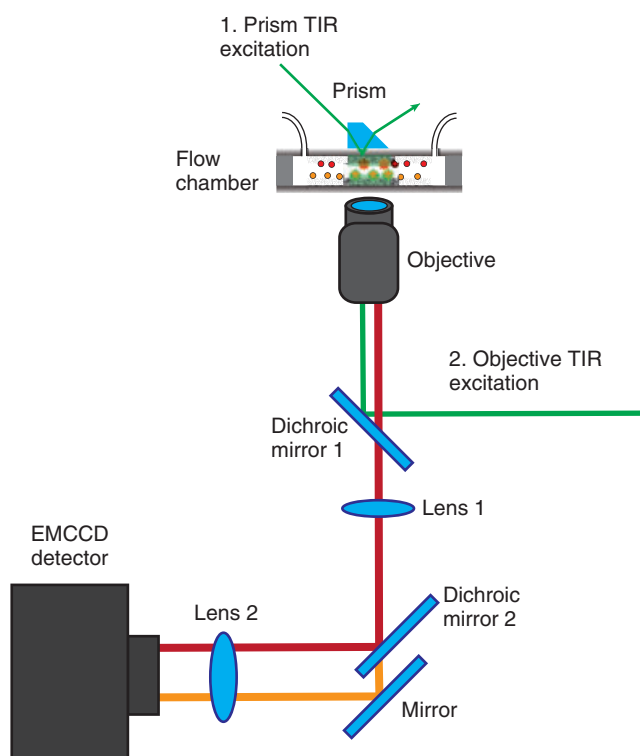 1. Prism TIR
excitation
Prism
Flow
chamber
Objective
2. Objective TIR
excitation
Dichroic
mirror 1
Lens 1
EMCCD
detector
Lens 2
Dichroic
mirror 2
Mirror